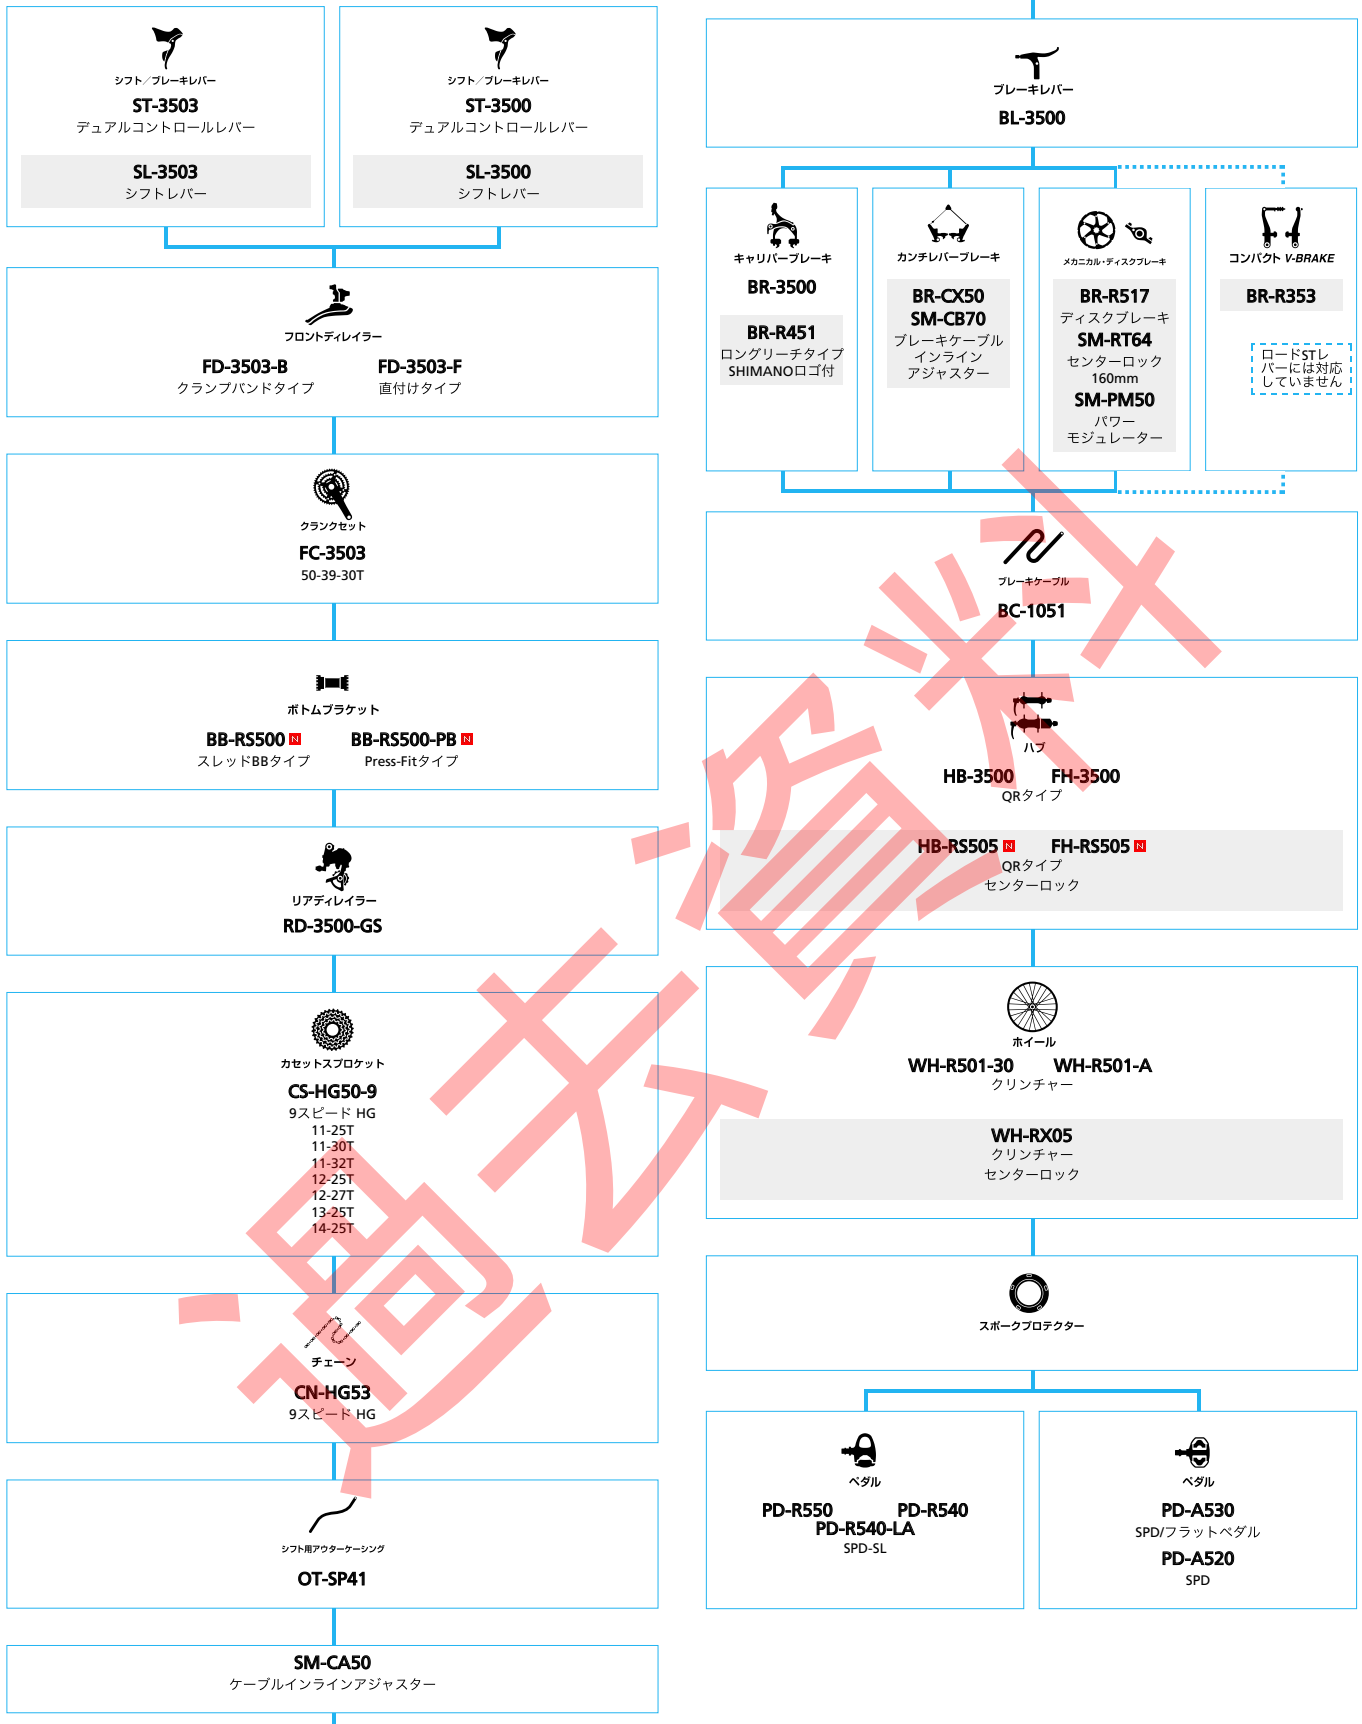 シフト／ブレーキレバー
ST-3503
デュアルコントロールレバー
SL-3503
シフトレバー
シフト／ブレーキレバー
ST-3500
デュアルコントロールレバー
SL-3500
シフトレバー
フロントディレイラー
FD-3503-B
クランプバンドタイプ
FD-3503-F
直付けタイプ
クランクセット
FC-3503
50-39-30T
ボトムブラケット
BB-RS500 N
スレッドBBタイプ
BB-RS500-PB N
Press-Fitタイプ
リアディレイラー
RD-3500-GS
カセットスプロケット
CS-HG50-9
9スピード HG
11-25T
11-30T
11-32T
12-25T
12-27T
13-25T
14-25T
チェーン
CN-HG53
9スピード HG
シフト用アウターケーシング
OT-SP41
SM-CA50
ケーブルインラインアジャスター
ブレーキレバー
BL-3500
キャリパーブレーキ
BR-3500
BR-R451
ロングリーチタイプ
SHIMANOロゴ付
カンチレバーブレーキ
BR-CX50
SM-CB70
ブレーキケーブル
インライン
アジャスター
メカニカル・ディスクブレーキ
BR-R517
ディスクブレーキ
SM-RT64
センターロック
160mm
SM-PM50
パワー
モジュレーター
コンパクト V-BRAKE
BR-R353
ロードSTレ
バーには対応
していません
ブレーキケーブル
BC-1051
ハブ
HB-3500 FH-3500
QRタイプ
HB-RS505 N FH-RS505 N
QRタイプ
センターロック
ホイール
WH-R501-30 WH-R501-A
クリンチャー
WH-RX05
クリンチャー
センターロック
スポークプロテクター
ペダル
PD-R550 PD-R540
PD-R540-LA
SPD-SL
ペダル
PD-A530
SPD/フラットペダル
PD-A520
SPD
過去資料